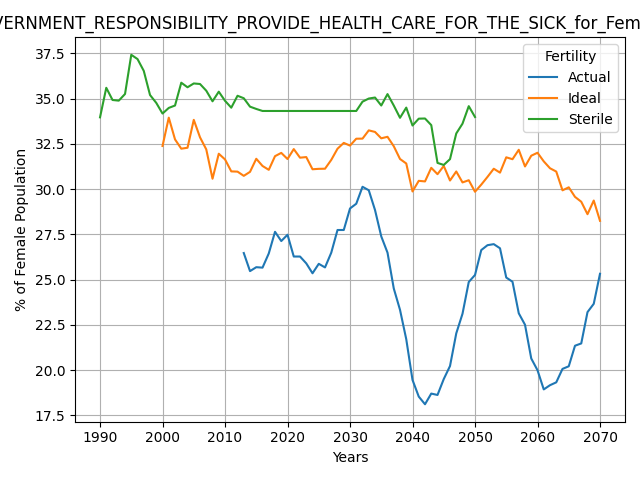 VERNMENT_RESPONSIBILITY_PROVIDE_HEALTH_CARE_FOR_THE_SICK_for_Fem
37.5
35.0
32.5
30.0
27.5
25.0
22.5
20.0
17.5
% of Female Population
Fertility
Actual
Ideal
Sterile
1990 2000 2010 2020 2030 2040 2050 2060 2070
Years